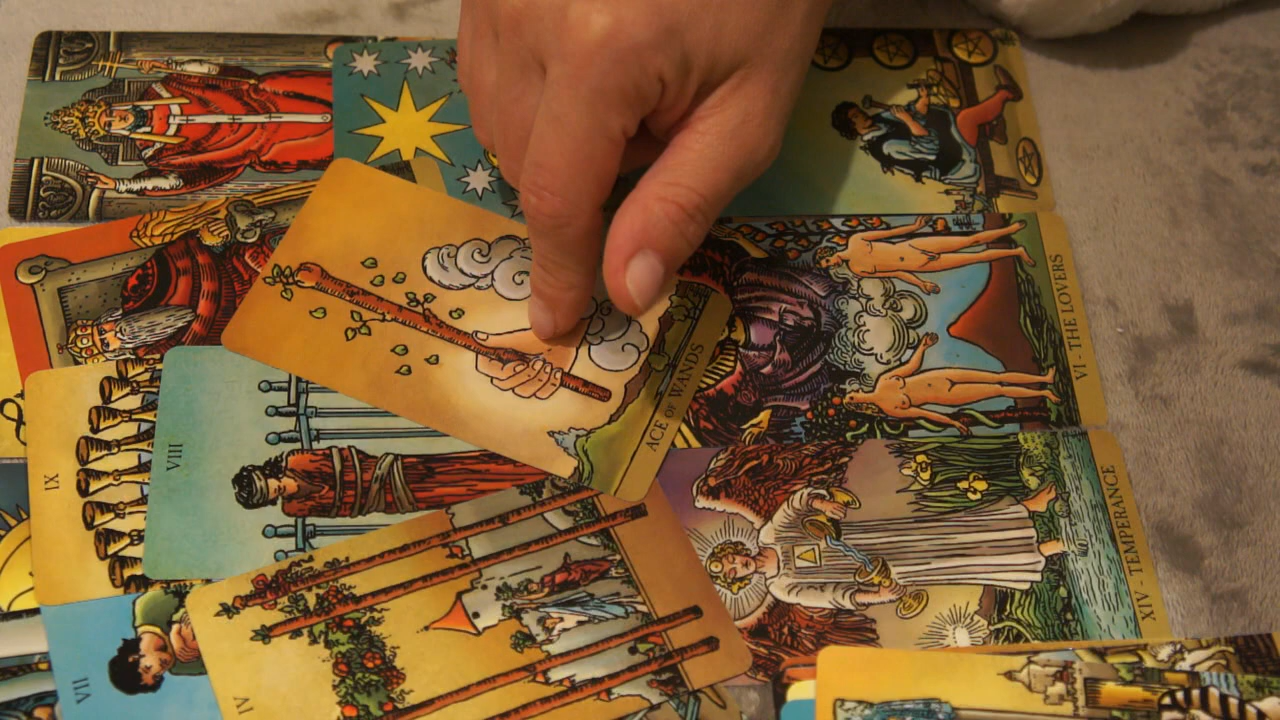 VI - THE LOVERS
ACE OF WANDS
VIII
IX
XIV - TEMPERANCE
VII
IV